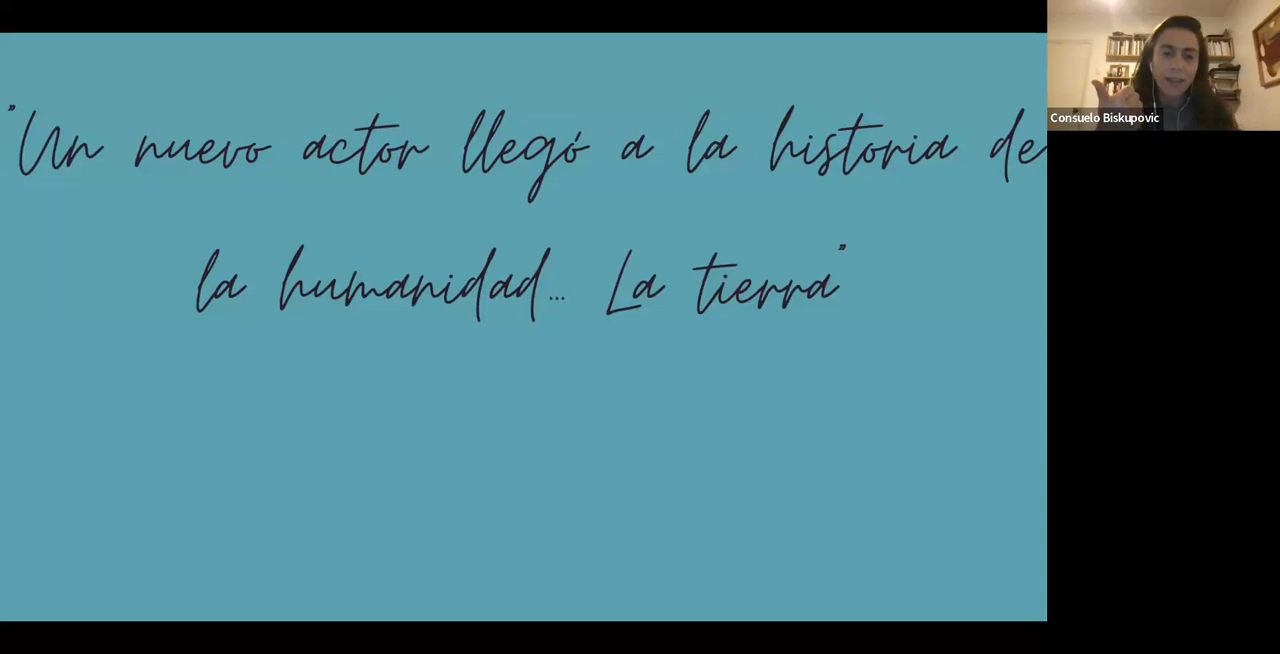 "Un nuevo actor llegó a la historia de
la humanidad... La tierra"
Consuelo Biskupovic